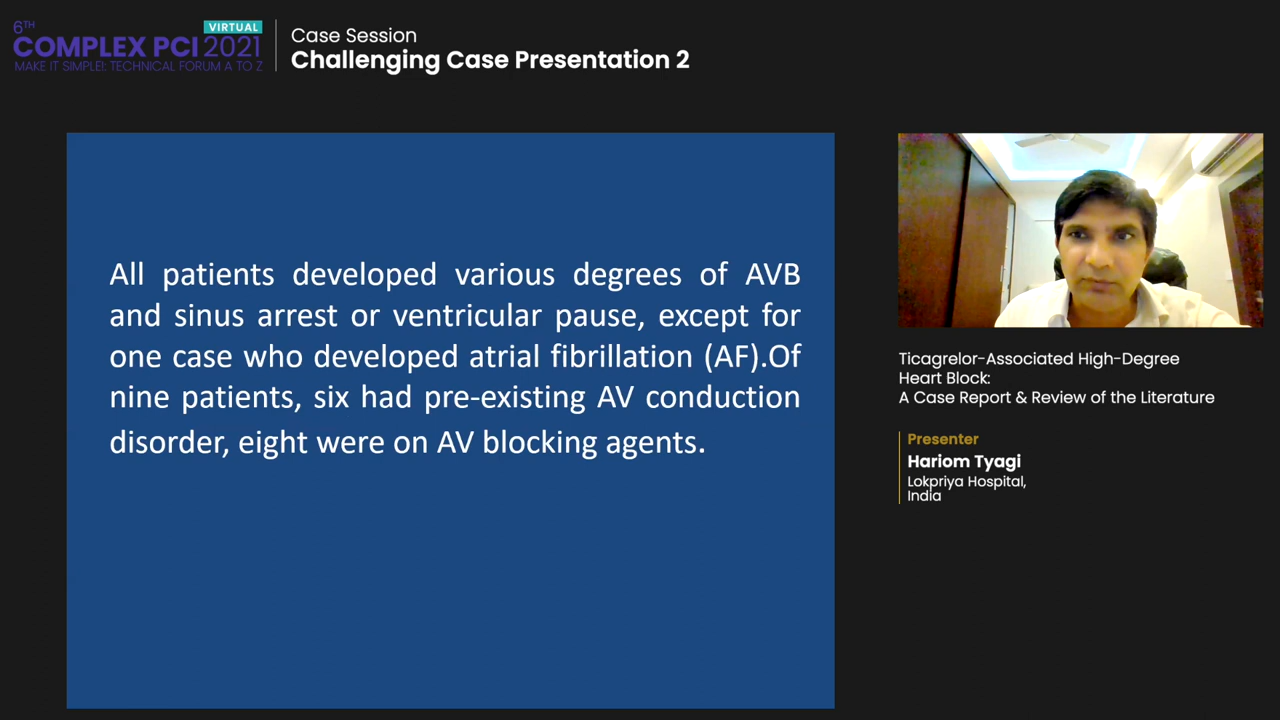 6TH
VIRTUAL
COMPLEX PCI 2021
MAKE IT SIMPLE!: TECHNICAL FORUM A TO Z
Case Session
Challenging Case Presentation 2
All patients developed various degrees of AVB
and sinus arrest or ventricular pause, except for
one case who developed atrial fibrillation (AF).Of
nine patients, six had pre-existing AV conduction
disorder, eight were on AV blocking agents.
Ticagrelor-Associated High-Degree
Heart Block:
A Case Report & Review of the Literature
Presenter
Hariom Tyagi
Lokpriya Hospital,
India